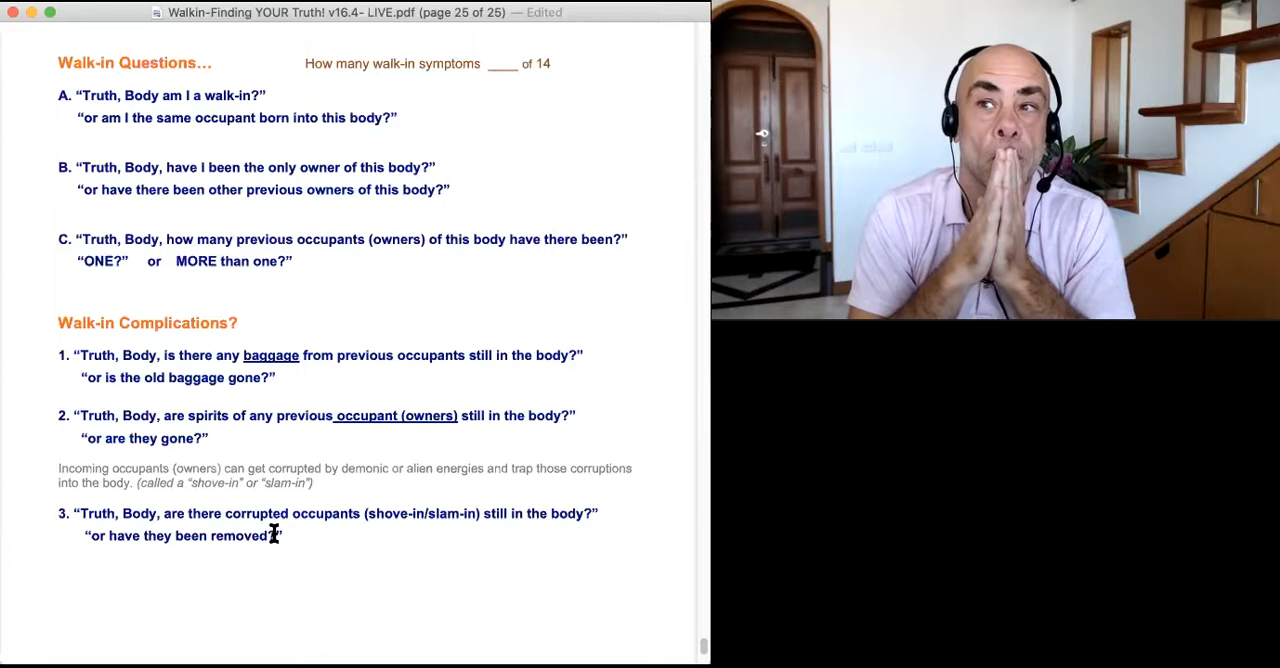 Walkin-Finding YOUR Truth! v16.4- LIVE.pdf (page 25 of 25) — Edited
Walk-in Questions… How many walk-in symptoms ____ of 14
A. “Truth, Body am I a walk-in?”
“or am I the same occupant born into this body?”
B. “Truth, Body, have I been the only owner of this body?”
“or have there been other previous owners of this body?”
C. “Truth, Body, how many previous occupants (owners) of this body have there been?”
“ONE?” or MORE than one?”
Walk-in Complications?
1. “Truth, Body, is there any baggage from previous occupants still in the body?”
“or is the old baggage gone?”
2. “Truth, Body, are spirits of any previous occupant (owners) still in the body?”
“or are they gone?”
Incoming occupants (owners) can get corrupted by demonic or alien energies and trap those corruptions
into the body. (called a “shove-in” or “slam-in”)
3. “Truth, Body, are there corrupted occupants (shove-in/slam-in) still in the body?”
“or have they been removed?”